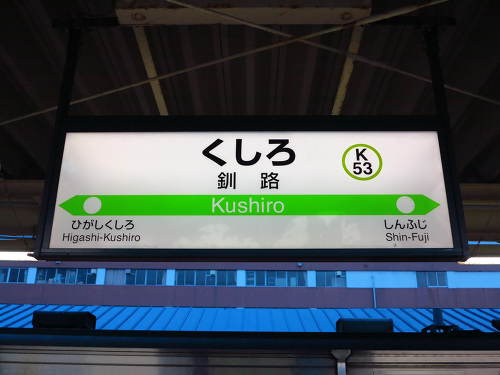 くしろ
釧路
K
53
Kushiro
ひがしくしろ
Higashi-Kushiro
しんふじ
Shin-Fuji